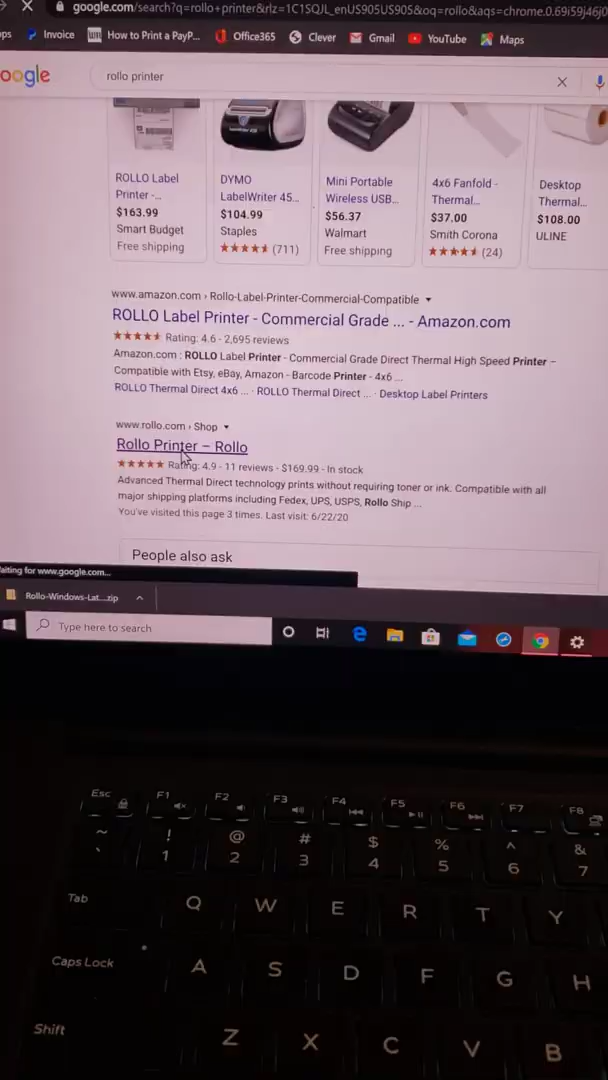 google.com/search?q=rollo+printer&rlz=1C1SQJL_enUS905US905&oq=rollo&aqs=chrome.0.69i59j46j0
ps Invoice How to Print a PayP... Office365 Clever Gmail YouTube Maps
oogle rollo printer
ROLLO Label Printer -... $163.99 Smart Budget Free shipping
DYMO LabelWriter 45... $104.99 Staples (711)
Mini Portable Wireless USB... $56.37 Walmart Free shipping
4x6 Fanfold - Thermal... $37.00 Smith Corona (24)
Desktop Thermal... $108.00 ULINE
www.amazon.com › Rollo-Label-Printer-Commercial-Compatible
ROLLO Label Printer - Commercial Grade ... - Amazon.com
Rating: 4.6 - 2,695 reviews
Amazon.com : ROLLO Label Printer - Commercial Grade Direct Thermal High Speed Printer –
Compatible with Etsy, eBay, Amazon - Barcode Printer - 4x6 ...
ROLLO Thermal Direct 4x6 ... · ROLLO Thermal Direct ... · Desktop Label Printers
www.rollo.com › Shop
Rollo Printer – Rollo
Rating: 4.9 - 11 reviews - $169.99 - In stock
Advanced Thermal Direct technology prints without requiring toner or ink. Compatible with all
major shipping platforms including Fedex, UPS, USPS, Rollo Ship ...
You've visited this page 3 times. Last visit: 6/22/20
People also ask
aiting for www.google.com...
Rollo-Windows-Lat....zip
Type here to search
Esc F1 F2 F3 F4 F5 F6 F7 F8
~ ! @ # $ % ^ &
` 1 2 3 4 5 6 7
Tab Q W E R T Y
Caps Lock A S D F G H
Shift Z X C V B